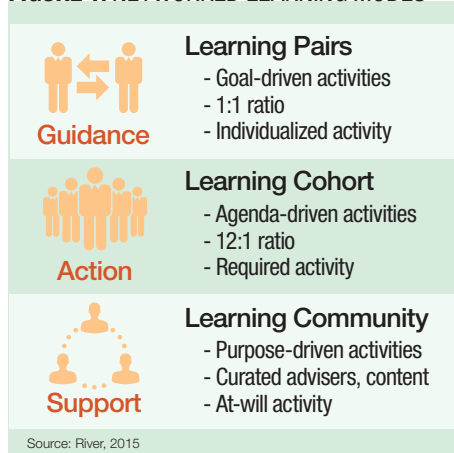 Learning Pairs
- Goal-driven activities
- 1:1 ratio
- Individualized activity
Guidance
Learning Cohort
- Agenda-driven activities
- 12:1 ratio
- Required activity
Action
Learning Community
- Purpose-driven activities
- Curated advisers, content
- At-will activity
Support
Source: River, 2015